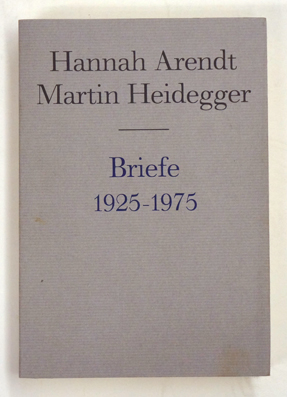 Hannah Arendt
Martin Heidegger
Briefe
1925-1975